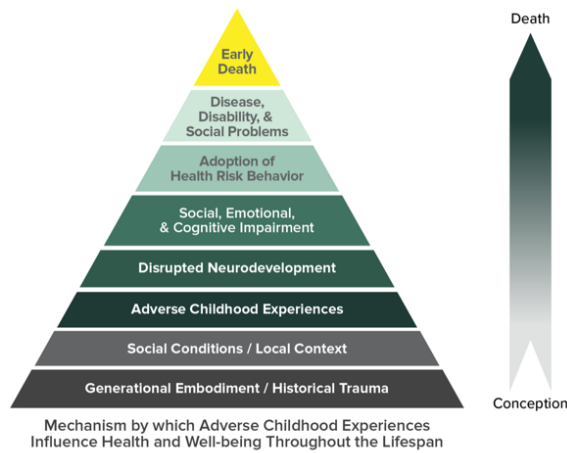 Death
Early
Death
Disease,
Disability, &
Social Problems
Adoption of
Health Risk Behavior
Social, Emotional,
& Cognitive Impairment
Disrupted Neurodevelopment
Adverse Childhood Experiences
Social Conditions / Local Context
Generational Embodiment / Historical Trauma
Conception
Mechanism by which Adverse Childhood Experiences
Influence Health and Well-being Throughout the Lifespan